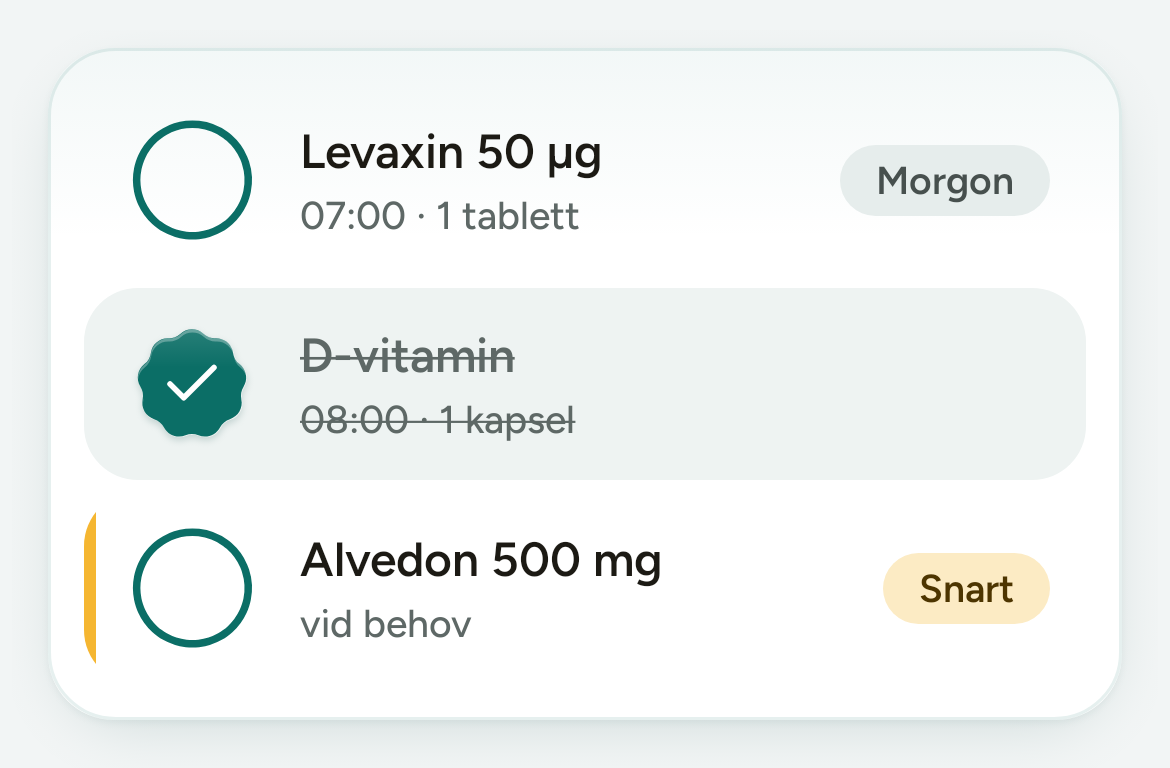 Levaxin 50 µg
07:00 · 1 tablett
Morgon
D-vitamin
08:00 · 1 kapsel
Alvedon 500 mg
vid behov
Snart